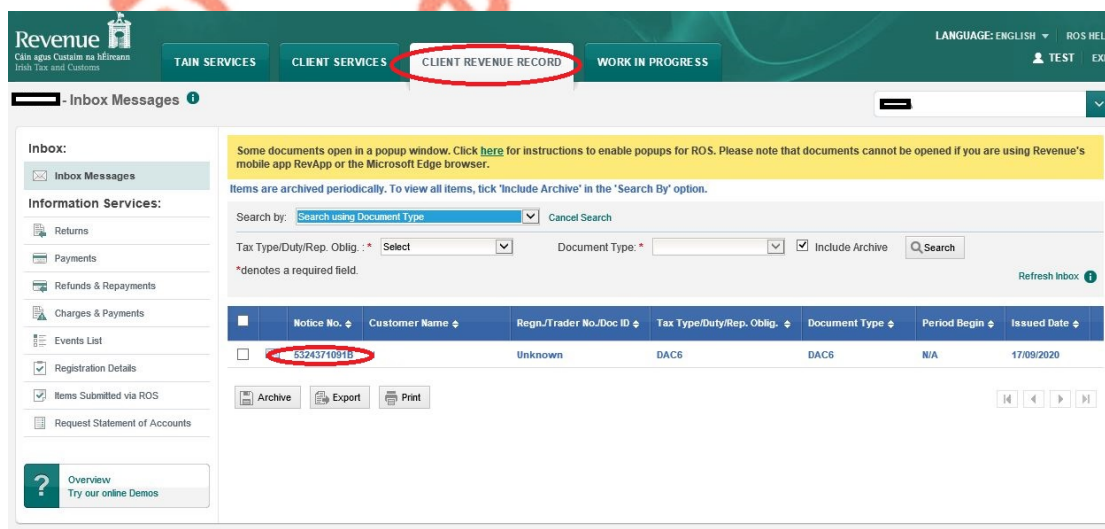 Revenue
Cáin agus Custaim na hÉireann
Irish Tax and Customs
TAIN SERVICES
CLIENT SERVICES
CLIENT REVENUE RECORD
WORK IN PROGRESS
LANGUAGE: ENGLISH
ROS HEL
TEST
EXI
- Inbox Messages
Inbox:
Inbox Messages
Information Services:
Returns
Payments
Refunds & Repayments
Charges & Payments
Events List
Registration Details
Items Submitted via ROS
Request Statement of Accounts
?
Overview
Try our online Demos
Some documents open in a popup window. Click here for instructions to enable popups for ROS. Please note that documents cannot be opened if you are using Revenue's
mobile app RevApp or the Microsoft Edge browser.
Items are archived periodically. To view all items, tick 'Include Archive' in the 'Search By' option.
Search by: Search using Document Type Cancel Search
Tax Type/Duty/Rep. Oblig. : * Select Document Type: * Include Archive Search
*denotes a required field.
Refresh Inbox
Notice No. Customer Name Regn./Trader No./Doc ID Tax Type/Duty/Rep. Oblig. Document Type Period Begin Issued Date
5324371091B Unknown DAC6 DAC6 N/A 17/09/2020
Archive Export Print